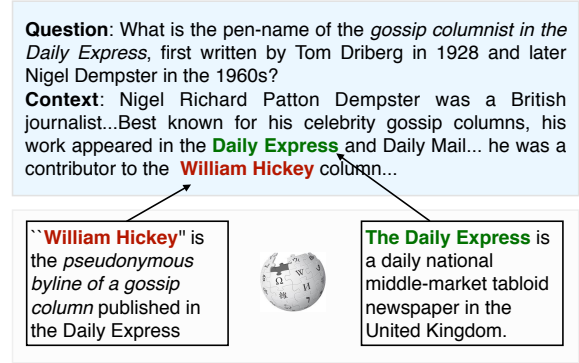 Question: What is the pen-name of the gossip columnist in the
Daily Express, first written by Tom Driberg in 1928 and later
Nigel Dempster in the 1960s?
Context: Nigel Richard Patton Dempster was a British
journalist...Best known for his celebrity gossip columns, his
work appeared in the Daily Express and Daily Mail... he was a
contributor to the William Hickey column...
``William Hickey'' is
the pseudonymous
byline of a gossip
column published in
the Daily Express
The Daily Express is
a daily national
middle-market tabloid
newspaper in the
United Kingdom.